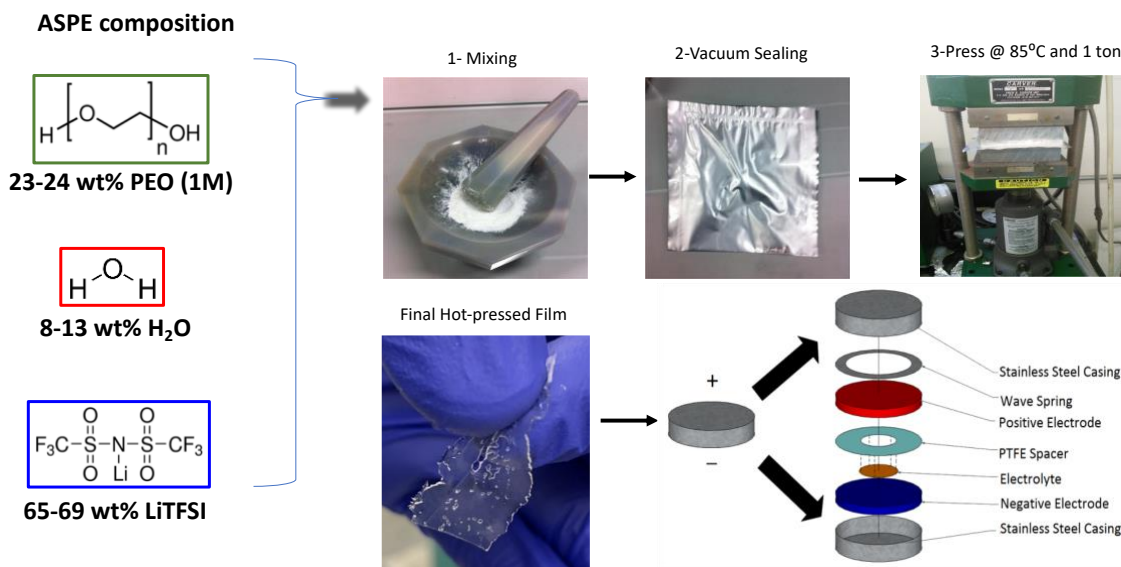 ASPE composition
H
O
n
OH
23-24 wt% PEO (1M)
H O H
8-13 wt% H₂O
O O
F₃C S N S CF₃
O Li O
65-69 wt% LiTFSI
1- Mixing
2-Vacuum Sealing
3-Press @ 85⁰C and 1 ton
CARVER
CAUTION
Final Hot-pressed Film
+
−
Stainless Steel Casing
Wave Spring
Positive Electrode
PTFE Spacer
Electrolyte
Negative Electrode
Stainless Steel Casing